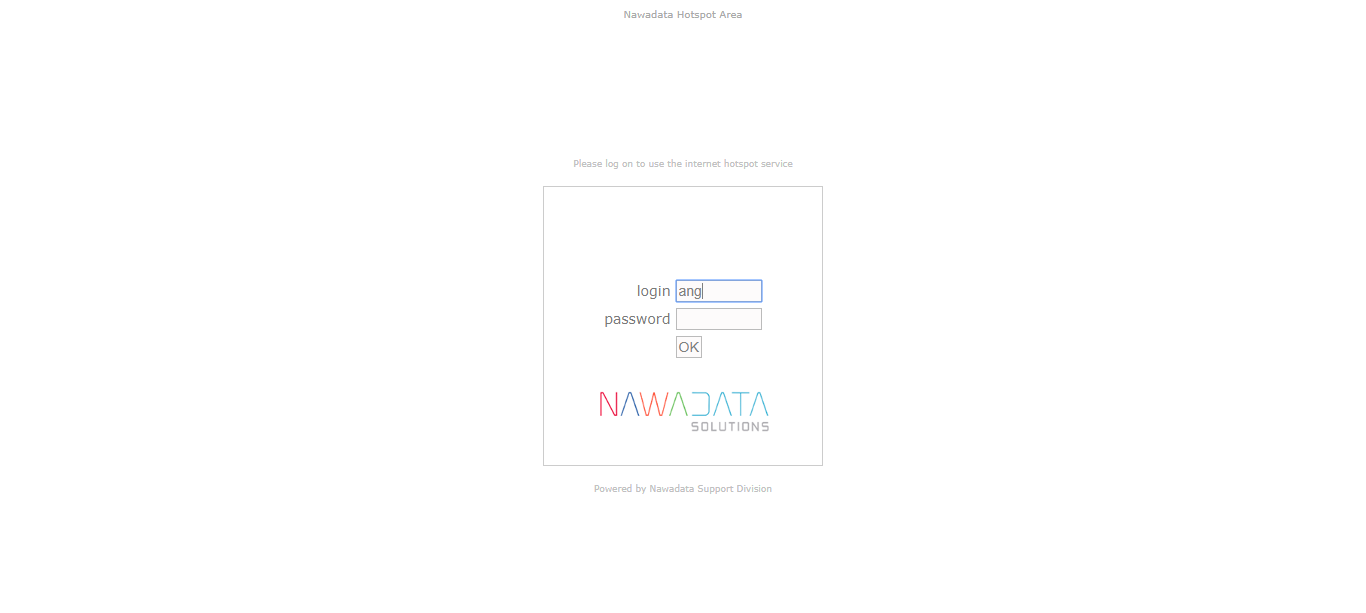 Nawadata Hotspot Area
Please log on to use the internet hotspot service
login ang
password
OK
NAWADATA
SOLUTIONS
Powered by Nawadata Support Division